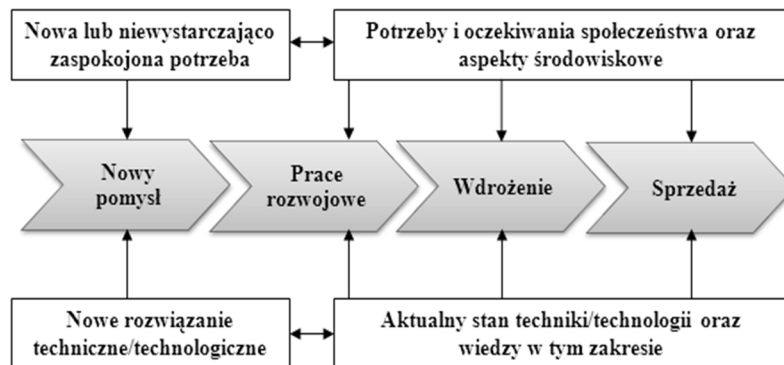 Nowa lub niewystarczająco
zaspokojona potrzeba
Potrzeby i oczekiwania społeczeństwa oraz
aspekty środowiskowe
Nowy
pomysł
Prace
rozwojowe
Wdrożenie
Sprzedaż
Nowe rozwiązanie
techniczne/technologiczne
Aktualny stan techniki/technologii oraz
wiedzy w tym zakresie